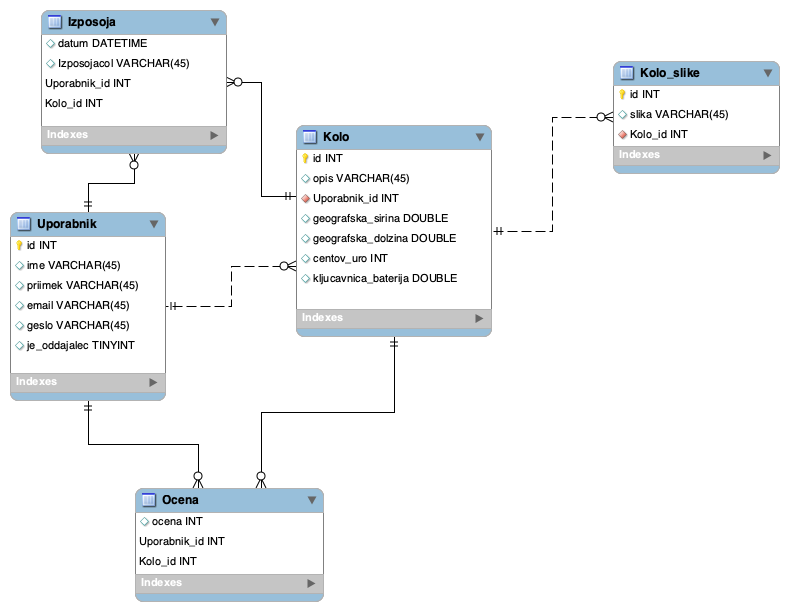 Izposoja
datum DATETIME
Izposojacol VARCHAR(45)
Uporabnik_id INT
Kolo_id INT
Indexes
Kolo_slike
id INT
slika VARCHAR(45)
Kolo_id INT
Indexes
Kolo
id INT
opis VARCHAR(45)
Uporabnik_id INT
geografska_sirina DOUBLE
geografska_dolzina DOUBLE
centov_uro INT
kljucavnica_baterija DOUBLE
Indexes
Uporabnik
id INT
ime VARCHAR(45)
priimek VARCHAR(45)
email VARCHAR(45)
geslo VARCHAR(45)
je_oddajalec TINYINT
Indexes
Ocena
ocena INT
Uporabnik_id INT
Kolo_id INT
Indexes